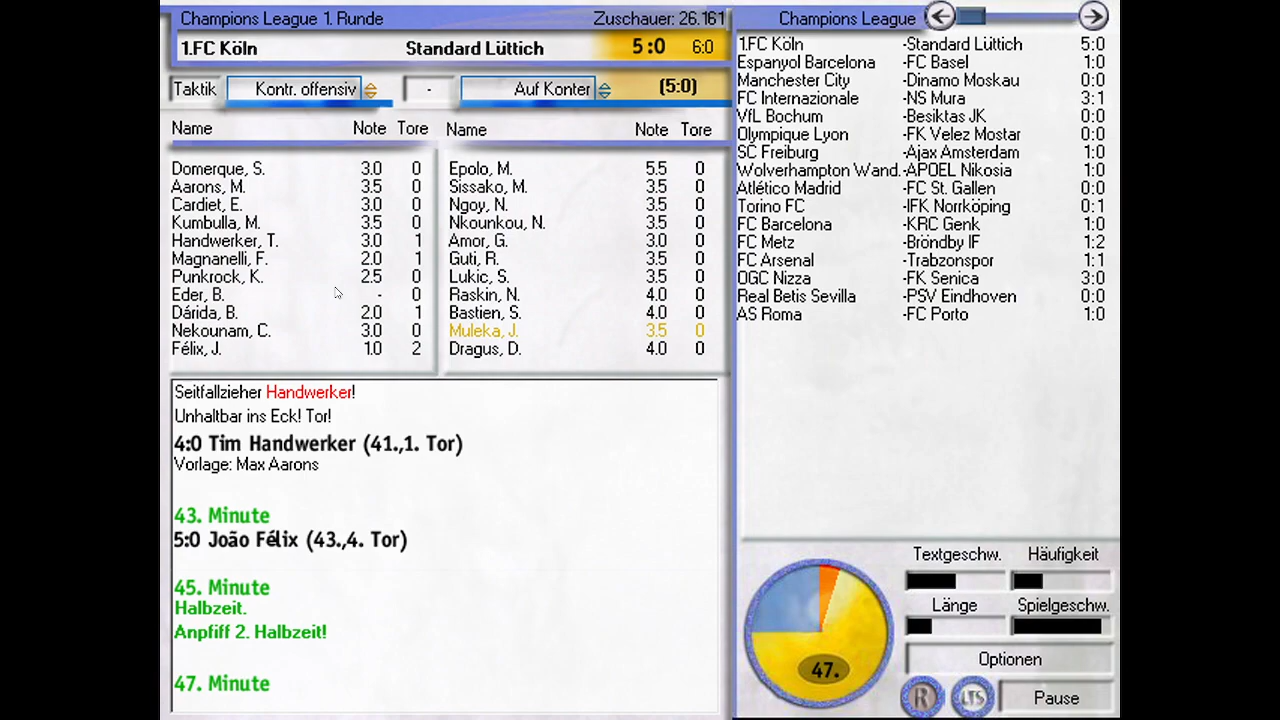 Champions League 1. Runde Zuschauer: 26.161
1.FC Köln Standard Lüttich 5:0 6:0
Taktik Kontr. offensiv - Auf Konter (5:0)
Name Note Tore Name Note Tore
Domerque, S. 3.0 0 Epolo, M. 5.5 0
Aarons, M. 3.5 0 Sissako, M. 3.5 0
Cardiet, E. 3.0 0 Ngoy, N. 3.5 0
Kumbulla, M. 3.5 0 Nkounkou, N. 3.5 0
Handwerker, T. 3.0 1 Amor, G. 3.0 0
Magnanelli, F. 2.0 1 Guti, R. 3.5 0
Punkrock, K. 2.5 0 Lukic, S. 3.5 0
Eder, B. - 0 Raskin, N. 4.0 0
Dárida, B. 2.0 1 Bastien, S. 4.0 0
Nekounam, C. 3.0 0 Muleka, J. 3.5 0
Félix, J. 1.0 2 Dragus, D. 4.0 0
Seitfallzieher Handwerker!
Unhaltbar ins Eck! Tor!
4:0 Tim Handwerker (41.,1. Tor)
Vorlage: Max Aarons
43. Minute
5:0 João Félix (43.,4. Tor)
45. Minute
Halbzeit.
Anpfiff 2. Halbzeit!
47. Minute
Champions League
1.FC Köln -Standard Lüttich 5:0
Espanyol Barcelona -FC Basel 1:0
Manchester City -Dinamo Moskau 0:0
FC Internazionale -NS Mura 3:1
VfL Bochum -Besiktas JK 0:0
Olympique Lyon -FK Velez Mostar 0:0
SC Freiburg -Ajax Amsterdam 1:0
Wolverhampton Wand. -APOEL Nikosia 1:0
Atlético Madrid -FC St. Gallen 0:0
Torino FC -IFK Norrköping 0:1
FC Barcelona -KRC Genk 1:0
FC Metz -Bröndby IF 1:2
FC Arsenal -Trabzonspor 1:1
OGC Nizza -FK Senica 3:0
Real Betis Sevilla -PSV Eindhoven 0:0
AS Roma -FC Porto 1:0
Textgeschw. Häufigkeit
Länge Spielgeschw.
47.
Optionen
R LTS Pause